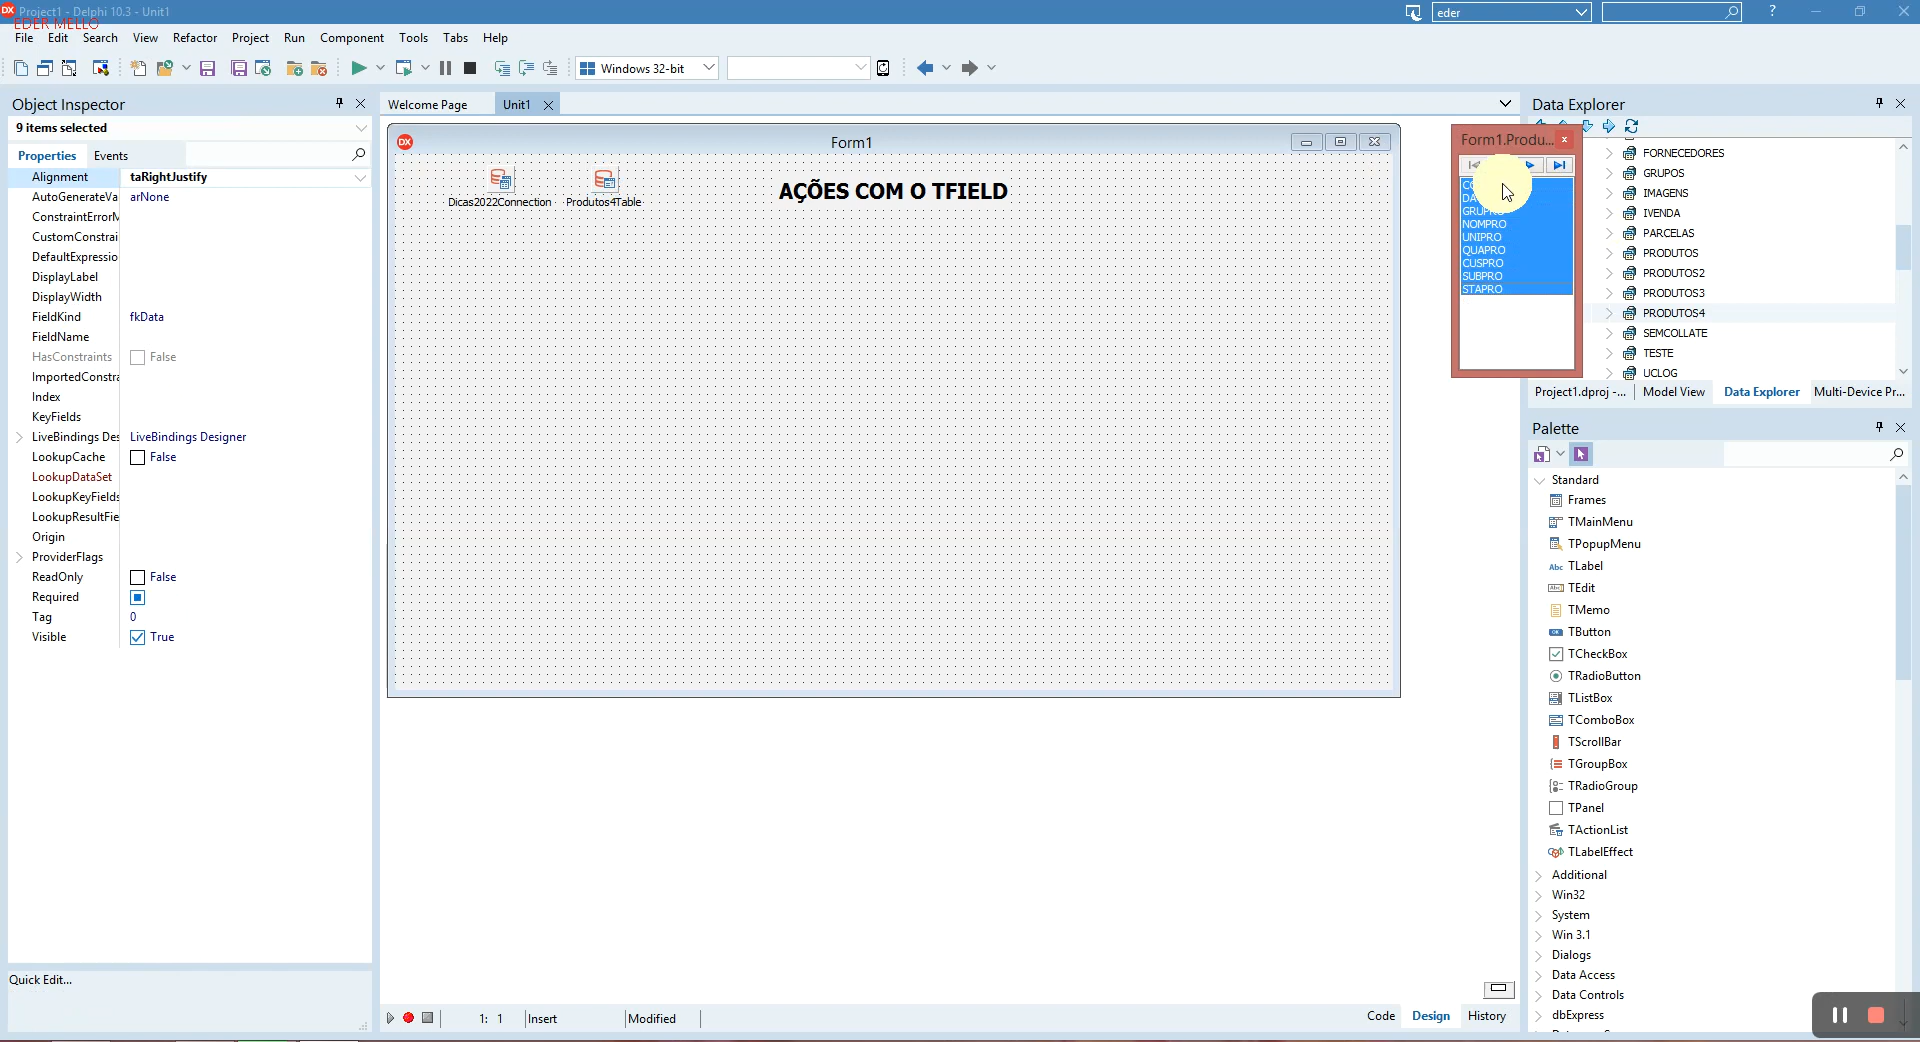 Project1 - Delphi 10.3 - Unit1
eder
?
EDER MELLO
File Edit Search View Refactor Project Run Component Tools Tabs Help
Windows 32-bit
Object Inspector
9 items selected
Properties Events
Alignment taRightJustify
AutoGenerateVa arNone
ConstraintErrorM
CustomConstrai
DefaultExpressio
DisplayLabel
DisplayWidth
FieldKind fkData
FieldName
HasConstraints False
ImportedConstra
Index
KeyFields
LiveBindings Des LiveBindings Designer
LookupCache False
LookupDataSet
LookupKeyFields
LookupResultFie
Origin
ProviderFlags
ReadOnly False
Required
Tag 0
Visible True
Quick Edit...
Welcome Page Unit1
Form1
Dicas2022Connection Produtos4Table
AÇÕES COM O TFIELD
Form1.Produ...
GRUPRO
NOMPRO
UNIPRO
QUAPRO
CUSPRO
SUBPRO
STAPRO
1: 1 Insert Modified
Code Design History
Data Explorer
FORNECEDORES
GRUPOS
IMAGENS
IVENDA
PARCELAS
PRODUTOS
PRODUTOS2
PRODUTOS3
PRODUTOS4
SEMCOLLATE
TESTE
UCLOG
Project1.dproj -... Model View Data Explorer Multi-Device Pr...
Palette
Standard
Frames
TMainMenu
TPopupMenu
TLabel
TEdit
TMemo
TButton
TCheckBox
TRadioButton
TListBox
TComboBox
TScrollBar
TGroupBox
TRadioGroup
TPanel
TActionList
TLabelEffect
Additional
Win32
System
Win 3.1
Dialogs
Data Access
Data Controls
dbExpress